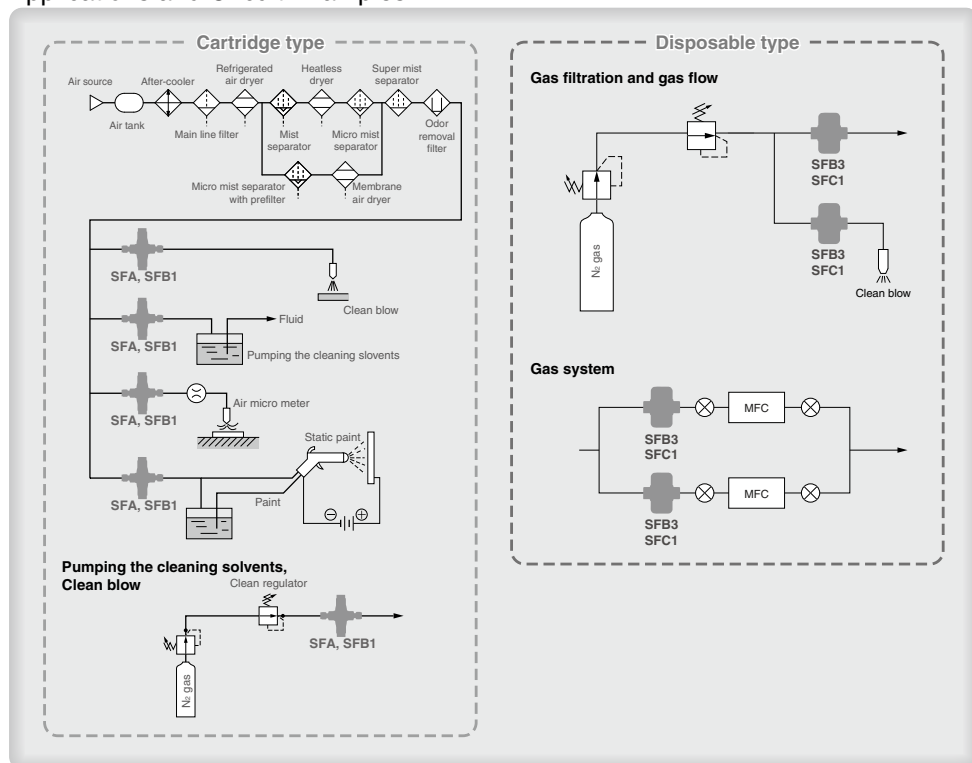 Applications and Circuit Examples
Cartridge type
Air source
After-cooler
Refrigerated
air dryer
Heatless
dryer
Super mist
separator
Air tank
Main line filter
Mist
separator
Micro mist
separator
Odor
removal
filter
Micro mist separator
with prefilter
Membrane
air dryer
SFA, SFB1
Clean blow
SFA, SFB1
Fluid
Pumping the cleaning slovents
SFA, SFB1
Air micro meter
SFA, SFB1
Static paint
Paint
Pumping the cleaning solvents,
Clean blow
Clean regulator
N2 gas
SFA, SFB1
Disposable type
Gas filtration and gas flow
N2 gas
SFB3
SFC1
SFB3
SFC1
Clean blow
Gas system
SFB3
SFC1
MFC
SFB3
SFC1
MFC